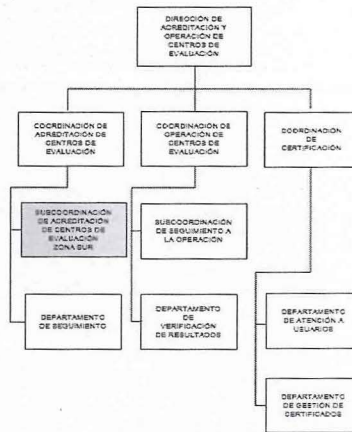 DIRECCIÓN DE
ACREDITACIÓN Y
OPERACIÓN DE
CENTROS DE
EVALUACIÓN
COORDINACIÓN DE
ACREDITACIÓN DE
CENTROS DE
EVALUACIÓN
COORDINACIÓN DE
OPERACIÓN DE
CENTROS DE
EVALUACIÓN
COORDINACIÓN
DE
CERTIFICACIÓN
SUBCOORDINACIÓN
DE ACREDITACIÓN
DE CENTROS DE
EVALUACIÓN
ZONA SUR
SUBCOORDINACIÓN
DE SEGUIMIENTO A
LA OPERACIÓN
DEPARTAMENTO
DE SEGUIMIENTO
DEPARTAMENTO
DE
VERIFICACIÓN
DE RESULTADOS
DEPARTAMENTO
DE ATENCIÓN A
USUARIOS
DEPARTAMENTO
DE GESTIÓN DE
CERTIFICADOS